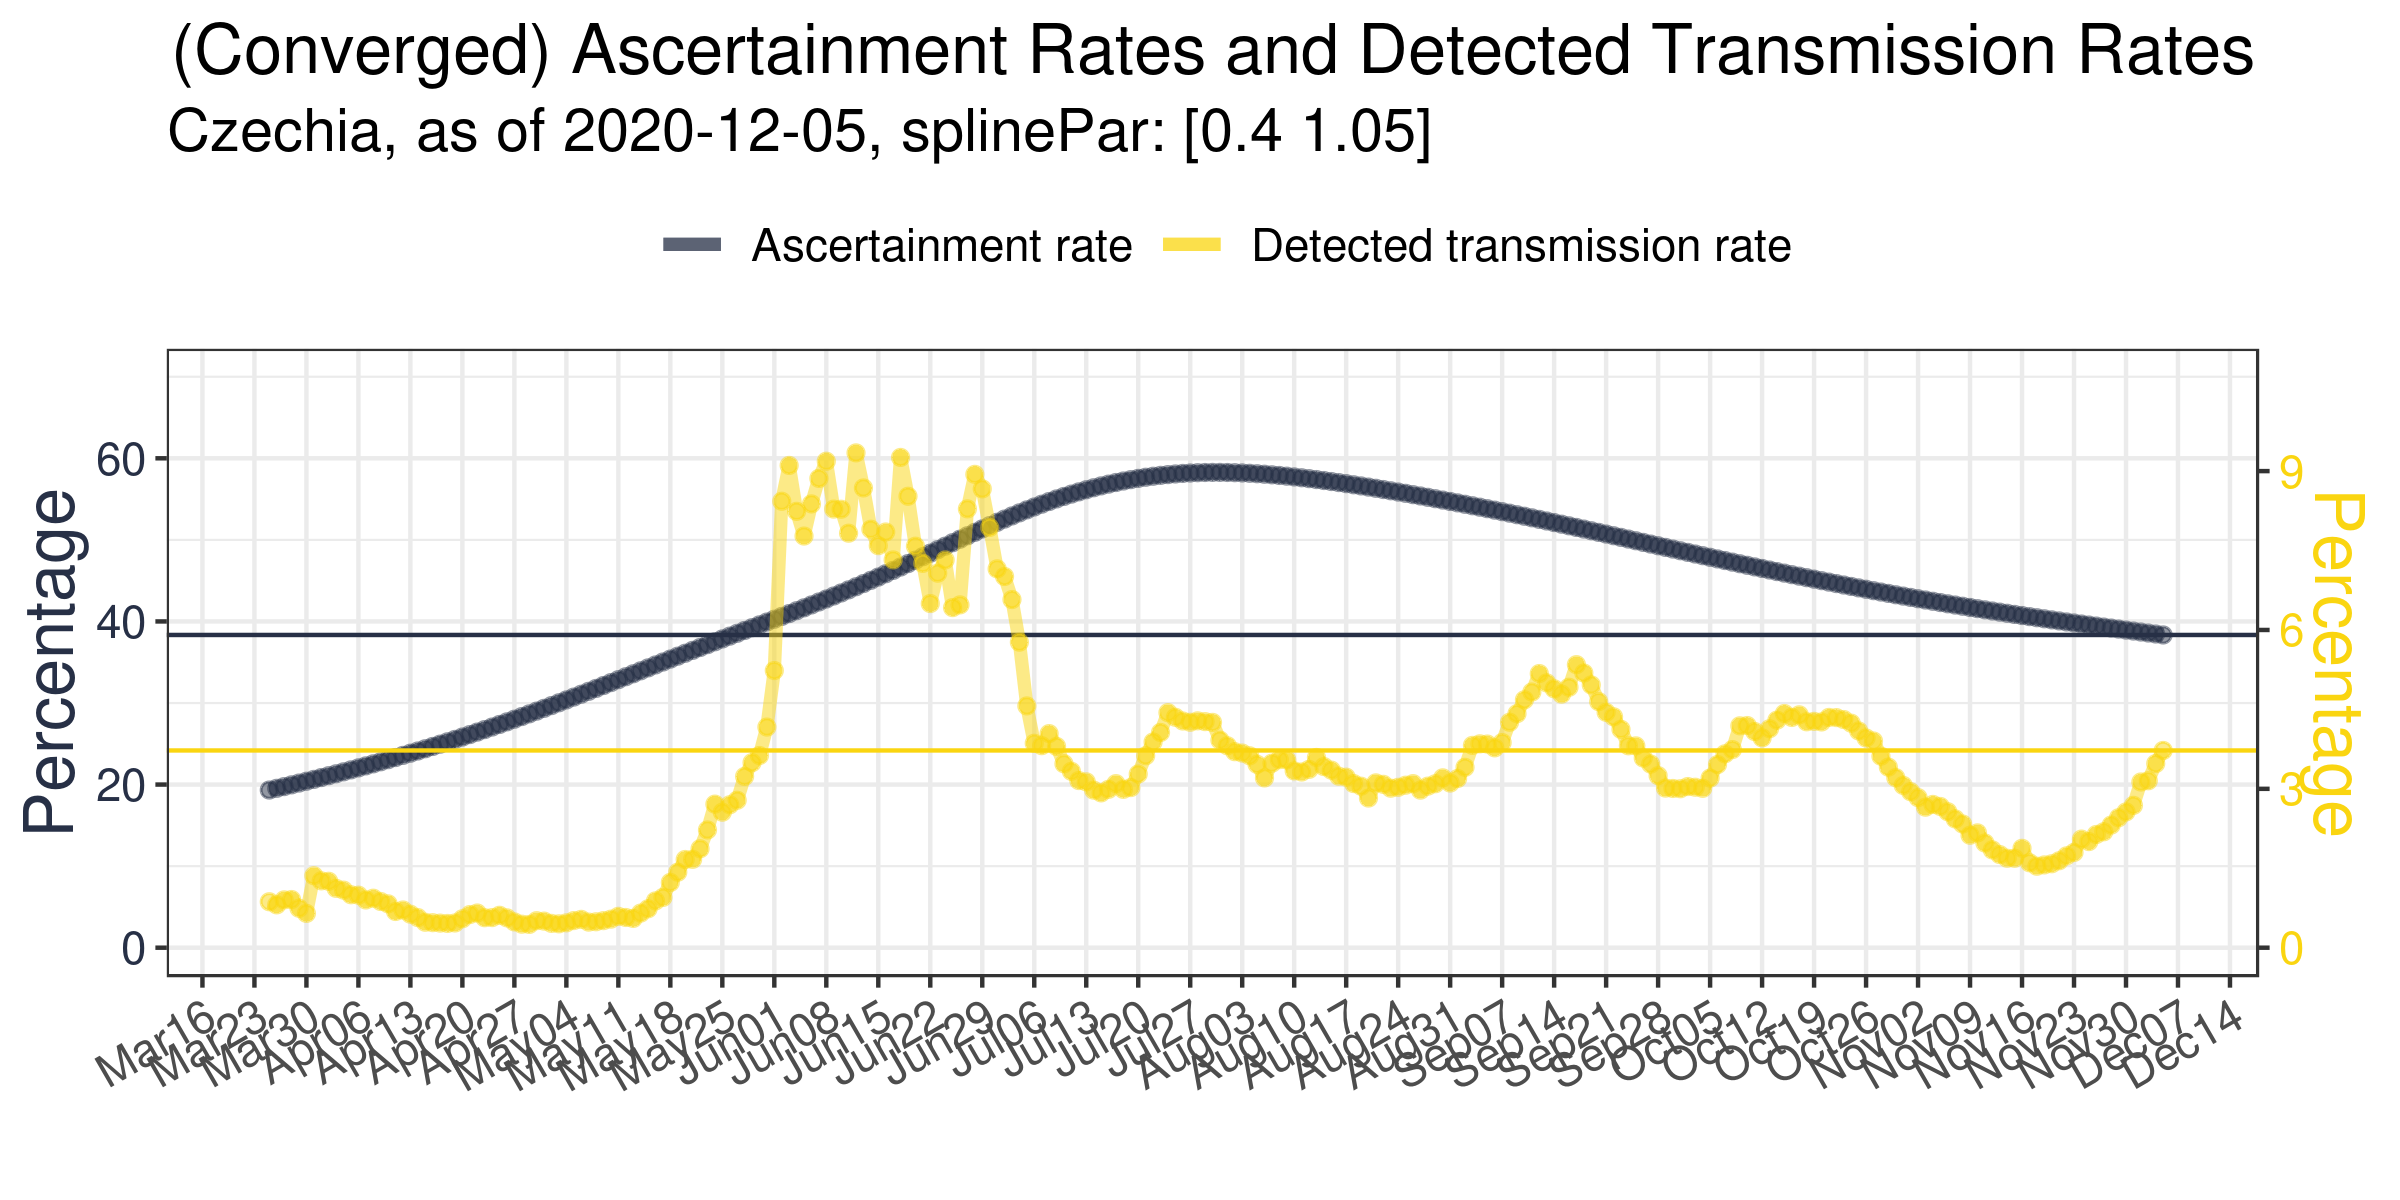 (Converged) Ascertainment Rates and Detected Transmission Rates
Czechia, as of 2020-12-05, splinePar: [0.4 1.05]
Ascertainment rate
Detected transmission rate
Percentage
60
40
20
0
9
6
3
0
Percentage
Mar16
Mar23
Mar30
Apr06
Apr13
Apr20
Apr27
May04
May11
May18
May25
Jun01
Jun08
Jun15
Jun22
Jun29
Jul06
Jul13
Jul20
Jul27
Aug03
Aug10
Aug17
Aug24
Aug31
Sep07
Sep14
Sep21
Sep28
Oct05
Oct12
Oct19
Oct26
Nov02
Nov09
Nov16
Nov23
Nov30
Dec07
Dec14